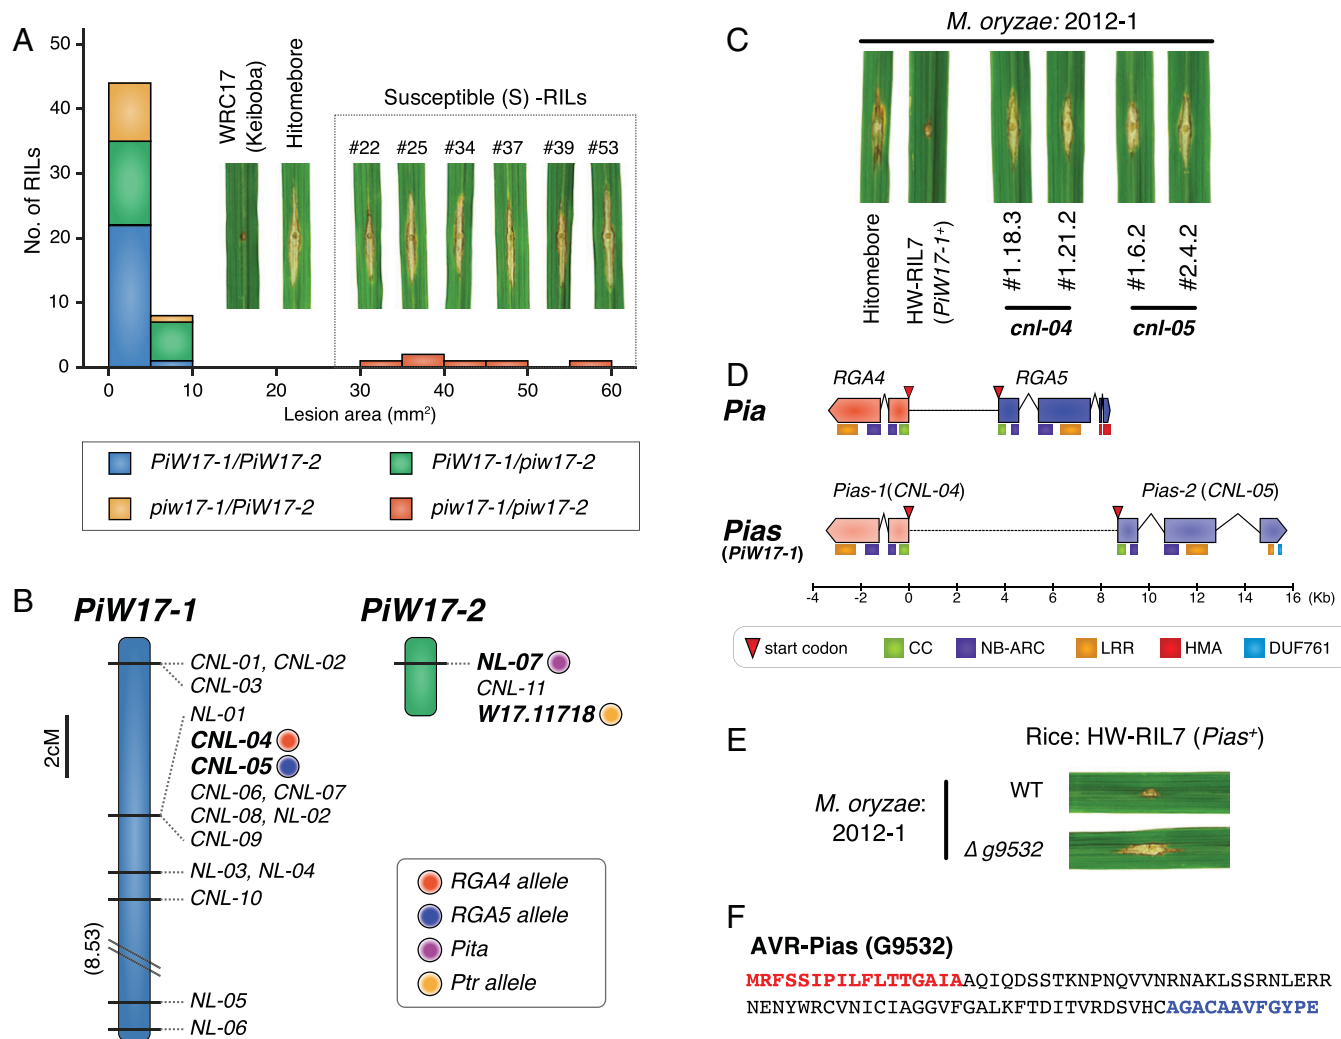 A
50
40
30
20
10
0
No. of RILs
0
10
20
30
40
50
60
Lesion area (mm²)
WRC17
(Keiboba)
Hitomebore
Susceptible (S) -RILs
#22
#25
#34
#37
#39
#53
PiW17-1/PiW17-2
PiW17-1/piw17-2
piw17-1/PiW17-2
piw17-1/piw17-2
B
PiW17-1
PiW17-2
2cM
(8.53)
CNL-01, CNL-02
CNL-03
NL-01
CNL-04
CNL-05
CNL-06, CNL-07
CNL-08, NL-02
CNL-09
NL-03, NL-04
CNL-10
NL-05
NL-06
NL-07
CNL-11
W17.11718
RGA4 allele
RGA5 allele
Pita
Ptr allele
C
M. oryzae: 2012-1
Hitomebore
HW-RIL7
(PiW17-1⁺)
#1.18.3
#1.21.2
#1.6.2
#2.4.2
cnl-04
cnl-05
D
RGA4
RGA5
Pia
Pias-1(CNL-04)
Pias-2 (CNL-05)
Pias
(PiW17-1)
-4 -2 0 2 4 6 8 10 12 14 16 (Kb)
start codon
CC
NB-ARC
LRR
HMA
DUF761
E
Rice: HW-RIL7 (Pias⁺)
M. oryzae:
2012-1
WT
Δ g9532
F
AVR-Pias (G9532)
MRFSSIPILFLTTGAIAAQIQDSSTKNPNQVVNRNAKLSSRNLERR
NENYWRCVNICIAGGVFGALKFTDITVRDSVHCAGACAAVFGYPE